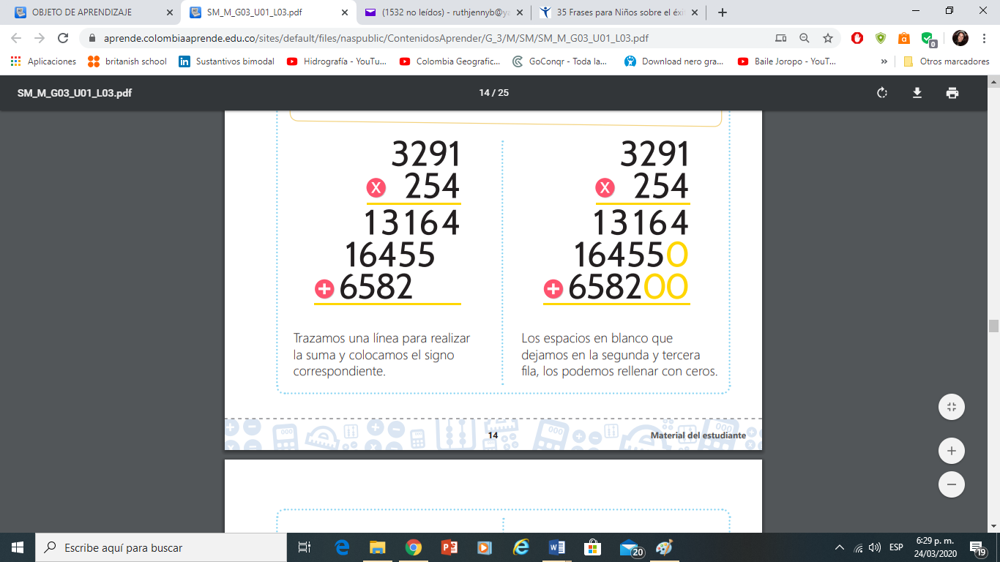 OBJETO DE APRENDIZAJE
SM_M_G03_U01_L03.pdf
(1532 no leídos) - ruthjennyb@ya
35 Frases para Niños sobre el éxi
aprende.colombiaaprende.edu.co/sites/default/files/naspublic/ContenidosAprender/G_3/M/SM/SM_M_G03_U01_L03.pdf
0
Aplicaciones
britanish school
Sustantivos bimodal
Hidrografía - YouTu...
Colombia Geografic...
GoConqr - Toda la...
Download nero gra...
Baile Joropo - YouT...
»
Otros marcadores
SM_M_G03_U01_L03.pdf
14 / 25
3291
x 254
13164
16455
+ 6582
Trazamos una línea para realizar
la suma y colocamos el signo
correspondiente.
3291
x 254
13164
164550
+ 658200
Los espacios en blanco que
dejamos en la segunda y tercera
fila, los podemos rellenar con ceros.
14
Material del estudiante
Escribe aquí para buscar
20
ESP
6:29 p. m.
24/03/2020
19